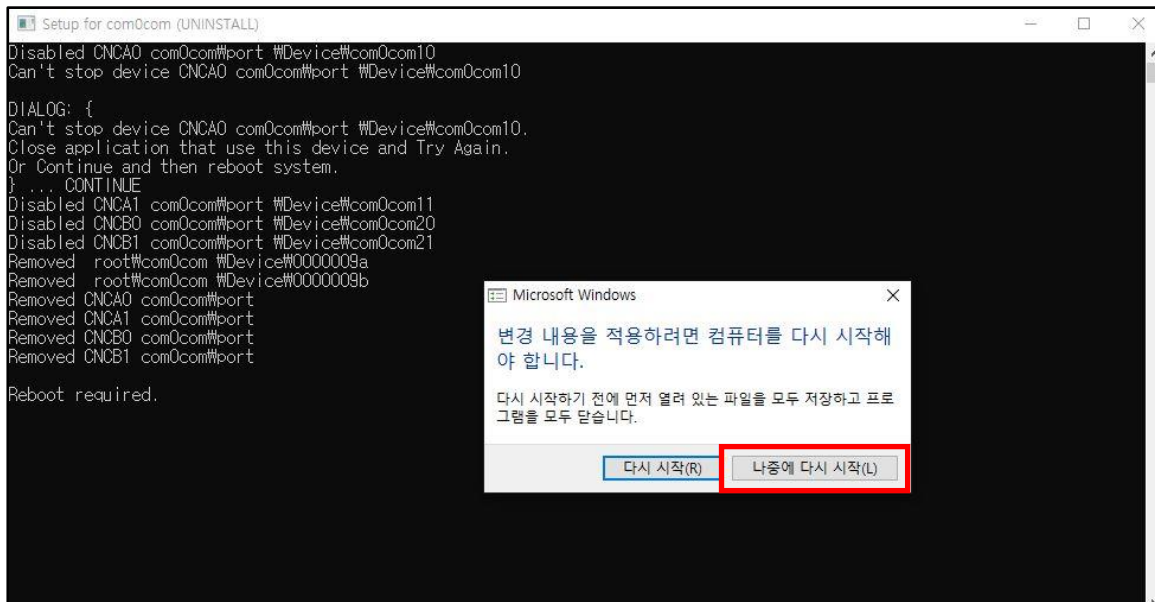 Setup for com0com (UNINSTALL)
Disabled CNCA0 com0com₩port ₩Device₩com0com10
Can't stop device CNCA0 com0com₩port ₩Device₩com0com10
DIALOG: {
Can't stop device CNCA0 com0com₩port ₩Device₩com0com10.
Close application that use this device and Try Again.
Or Continue and then reboot system.
} ... CONTINUE
Disabled CNCA1 com0com₩port ₩Device₩com0com11
Disabled CNCB0 com0com₩port ₩Device₩com0com20
Disabled CNCB1 com0com₩port ₩Device₩com0com21
Removed  root₩com0com ₩Device₩0000009a
Removed  root₩com0com ₩Device₩0000009b
Removed CNCA0 com0com₩port
Removed CNCA1 com0com₩port
Removed CNCB0 com0com₩port
Removed CNCB1 com0com₩port
Reboot required.
Microsoft Windows
변경 내용을 적용하려면 컴퓨터를 다시 시작해
야 합니다.
다시 시작하기 전에 먼저 열려 있는 파일을 모두 저장하고 프로
그램을 모두 닫습니다.
다시 시작(R)
나중에 다시 시작(L)